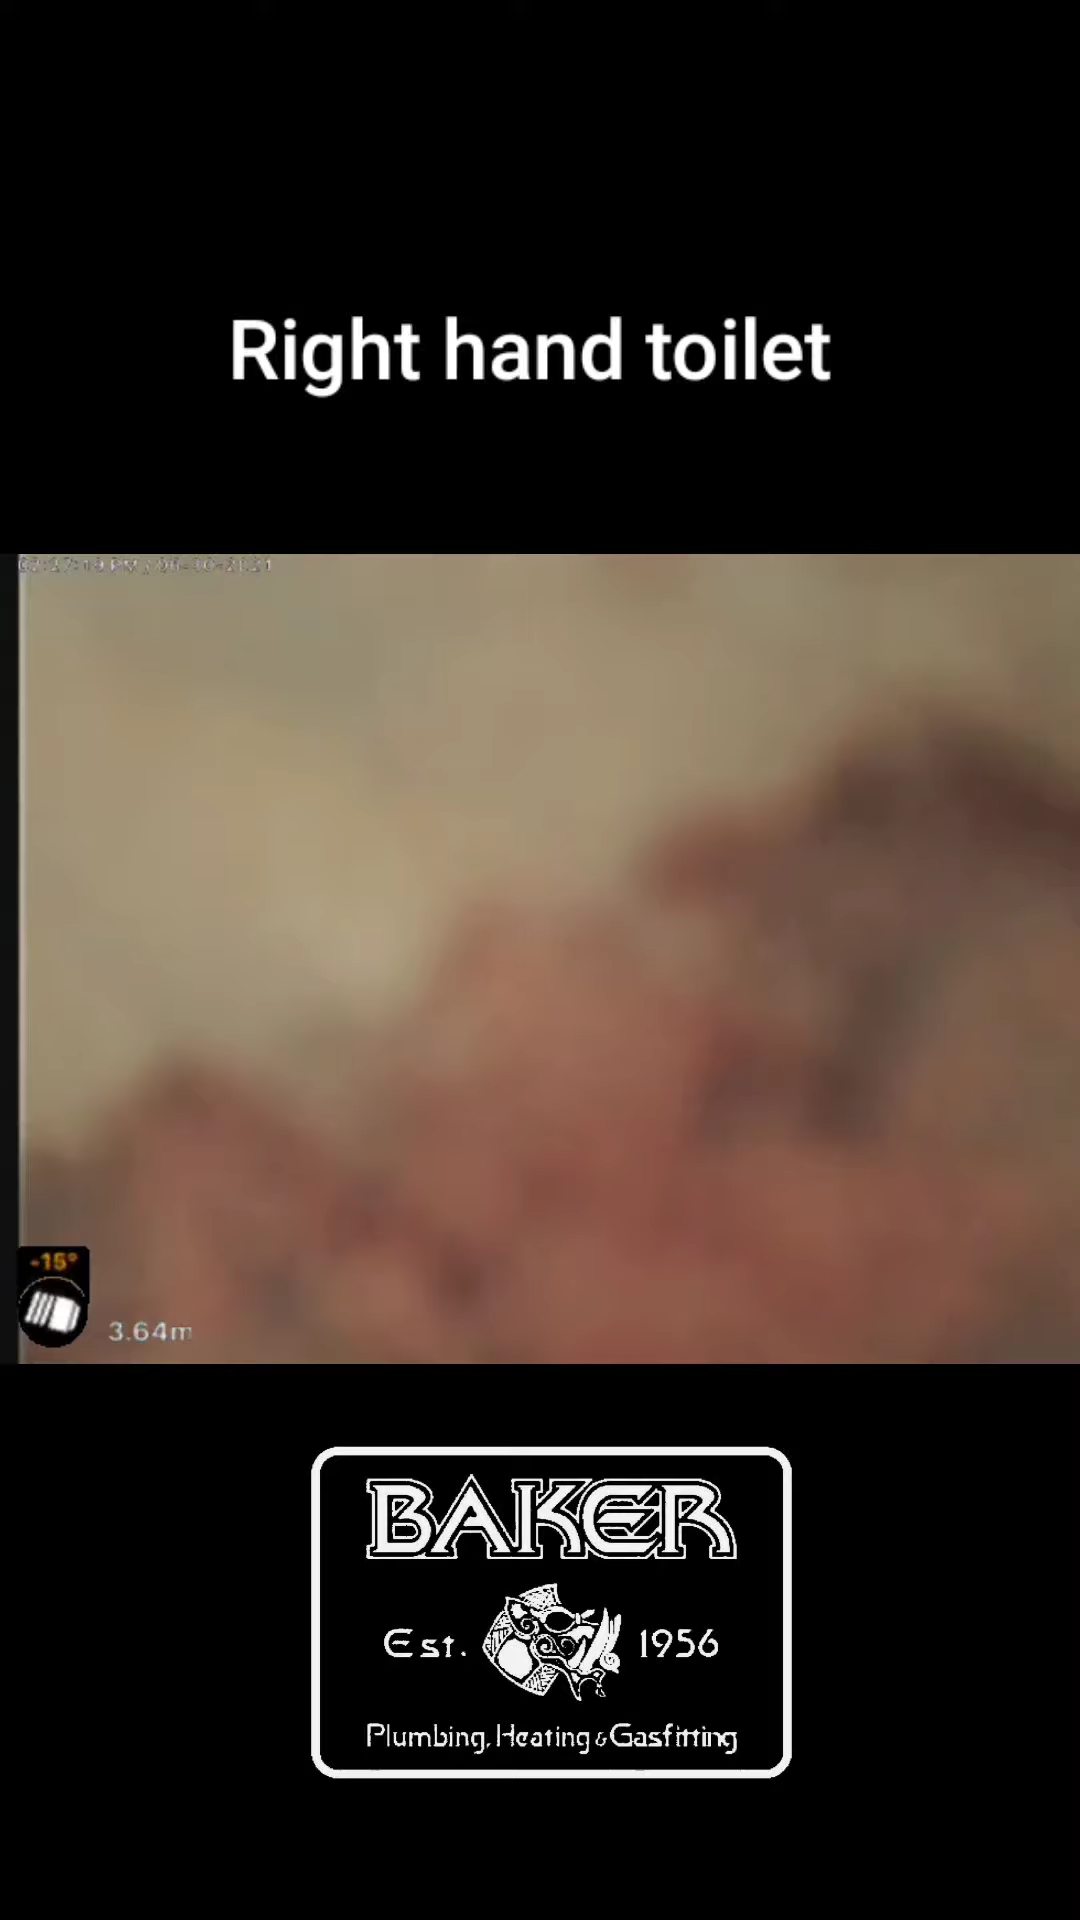 Right hand toilet
-15°
3.64m
BAKER
Est. 1956
Plumbing, Heating & Gasfitting